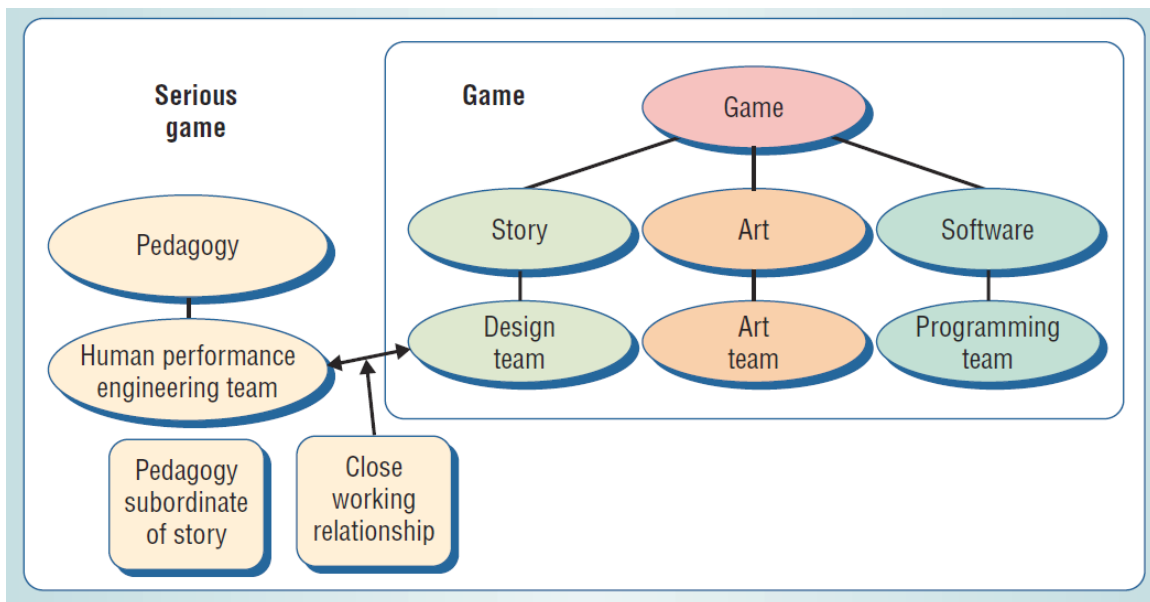 Serious
game
Game
Game
Story
Art
Software
Pedagogy
Design
team
Art
team
Programming
team
Human performance
engineering team
Pedagogy
subordinate
of story
Close
working
relationship